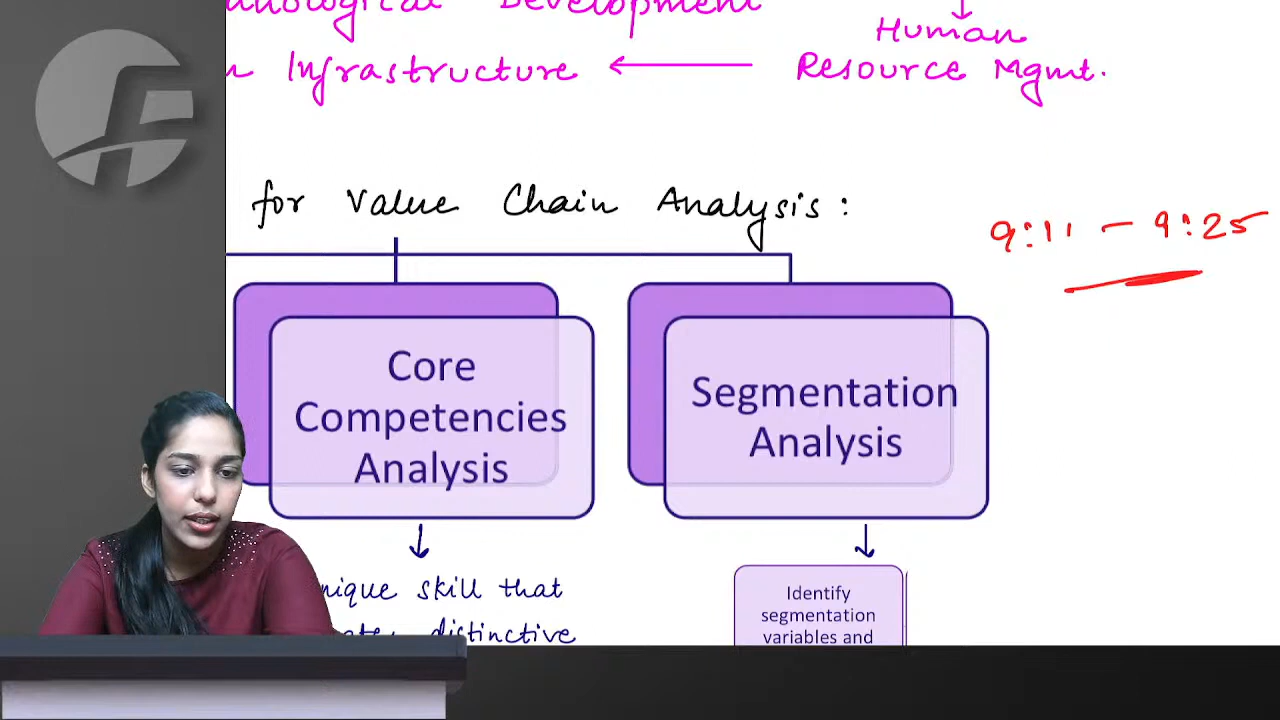 Development
Human
Infrastructure ← Resource Mgmt.
for Value Chain Analysis:
9:11 — 9:25
Core
Competencies
Analysis
Segmentation
Analysis
skill that
distinctive
Identify
segmentation
variables and